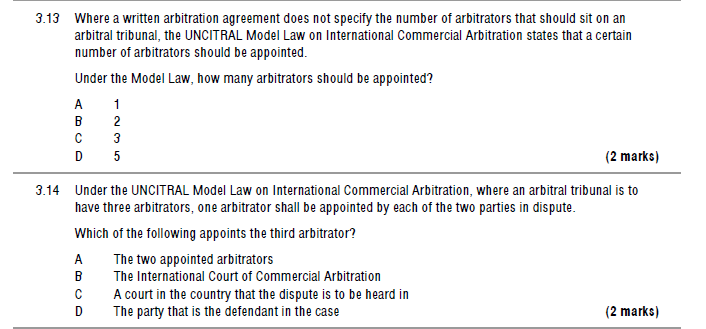 3.13 Where a written arbitration agreement does not specify the number of arbitrators that should sit on an
arbitral tribunal, the UNCITRAL Model Law on International Commercial Arbitration states that a certain
number of arbitrators should be appointed.
Under the Model Law, how many arbitrators should be appointed?
A 1
B 2
C 3
D 5 (2 marks)
3.14 Under the UNCITRAL Model Law on International Commercial Arbitration, where an arbitral tribunal is to
have three arbitrators, one arbitrator shall be appointed by each of the two parties in dispute.
Which of the following appoints the third arbitrator?
A The two appointed arbitrators
B The International Court of Commercial Arbitration
C A court in the country that the dispute is to be heard in
D The party that is the defendant in the case (2 marks)